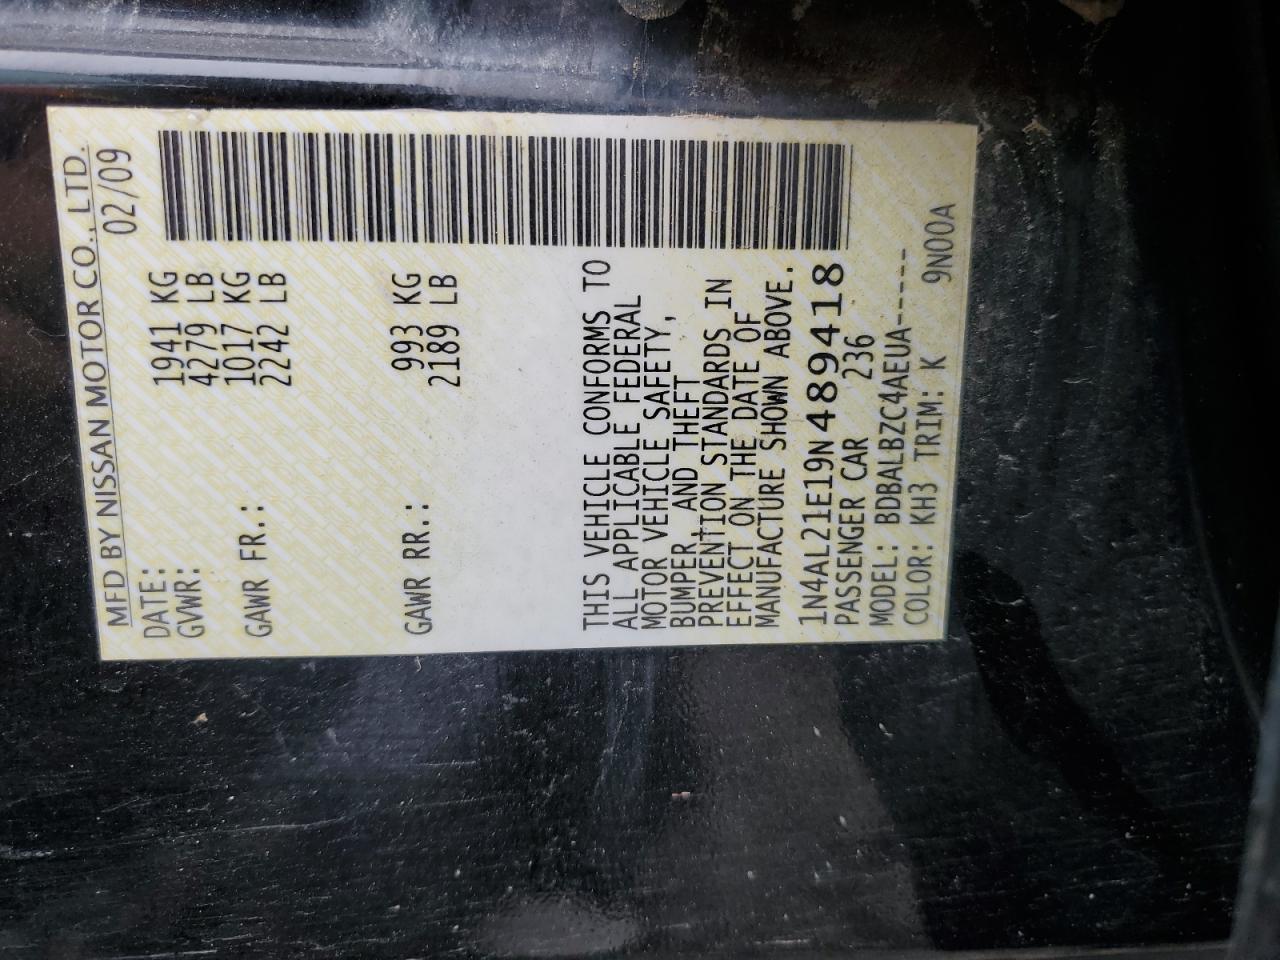 MFD BY NISSAN MOTOR CO., LTD.
DATE: 02/09
GVWR: 1941 KG
4279 LB
GAWR FR.: 1017 KG
2242 LB
GAWR RR.: 993 KG
2189 LB
THIS VEHICLE CONFORMS TO
ALL APPLICABLE FEDERAL
MOTOR VEHICLE SAFETY,
BUMPER, AND THEFT
PREVENTION STANDARDS IN
EFFECT ON THE DATE OF
MANUFACTURE SHOWN ABOVE.
1N4AL21E19N489418
PASSENGER CAR 236
MODEL: BDBALBZC4AEUA-----
COLOR: KH3 TRIM: K 9N00A